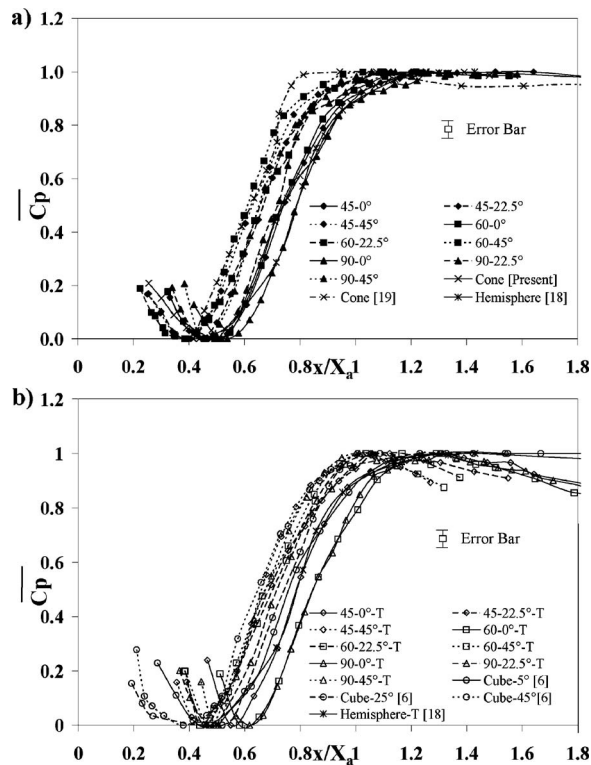 a)
1.2
1.0
0.8
0.6
0.4
0.2
0.0
Cp
Error Bar
45-0° 45-22.5°
45-45° 60-0°
60-22.5° 60-45°
90-0° 90-22.5°
90-45° Cone [Present]
Cone [19] Hemisphere [18]
0 0.2 0.4 0.6 x/Xa 0.8 1 1.2 1.4 1.6 1.8
b)
1.2
1
0.8
0.6
0.4
0.2
0
Cp
Error Bar
45-0°-T 45-22.5°-T
45-45°-T 60-0°-T
60-22.5°-T 60-45°-T
90-0°-T 90-22.5°-T
90-45°-T Cube-5° [6]
Cube-25° [6] Cube-45°[6]
Hemisphere-T [18]
0 0.2 0.4 0.6 x/Xa 0.8 1 1.2 1.4 1.6 1.8